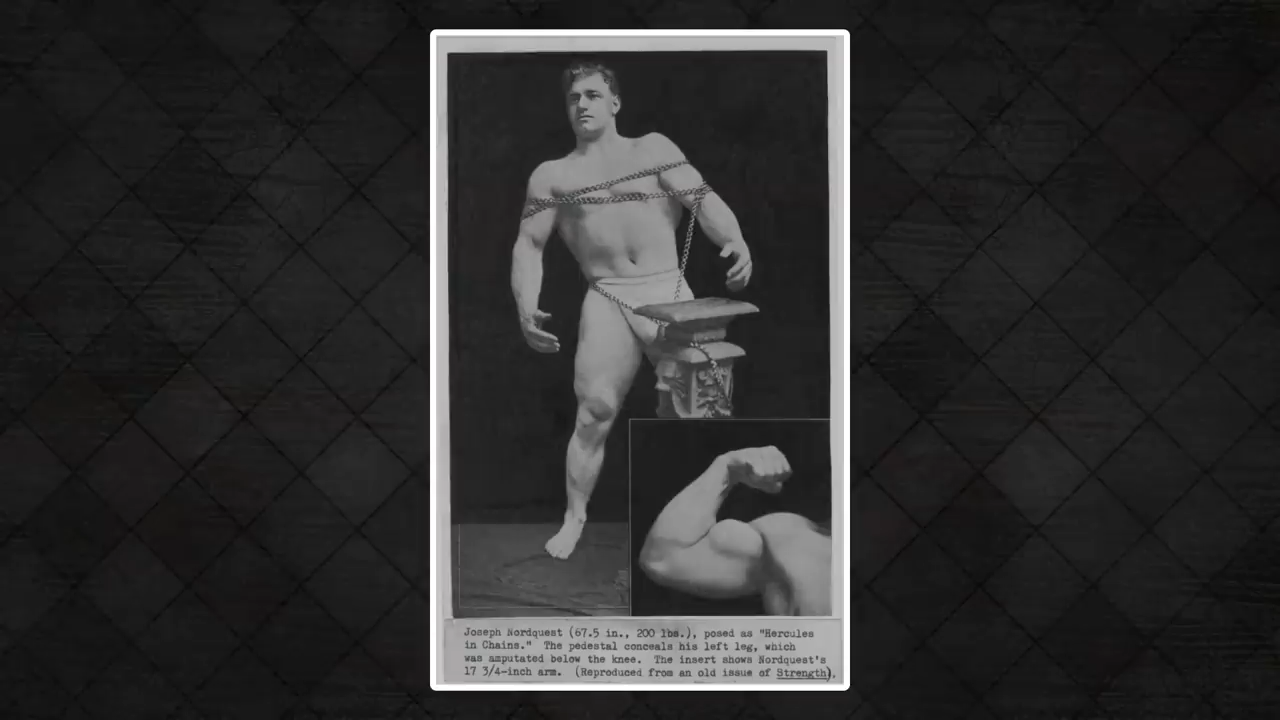 Joseph Nordquest (67.5 in., 200 lbs.), posed as "Hercules
in Chains."  The pedestal conceals his left leg, which
was amputated below the knee.  The insert shows Nordquest's
17 3/4-inch arm.  (Reproduced from an old issue of Strength).